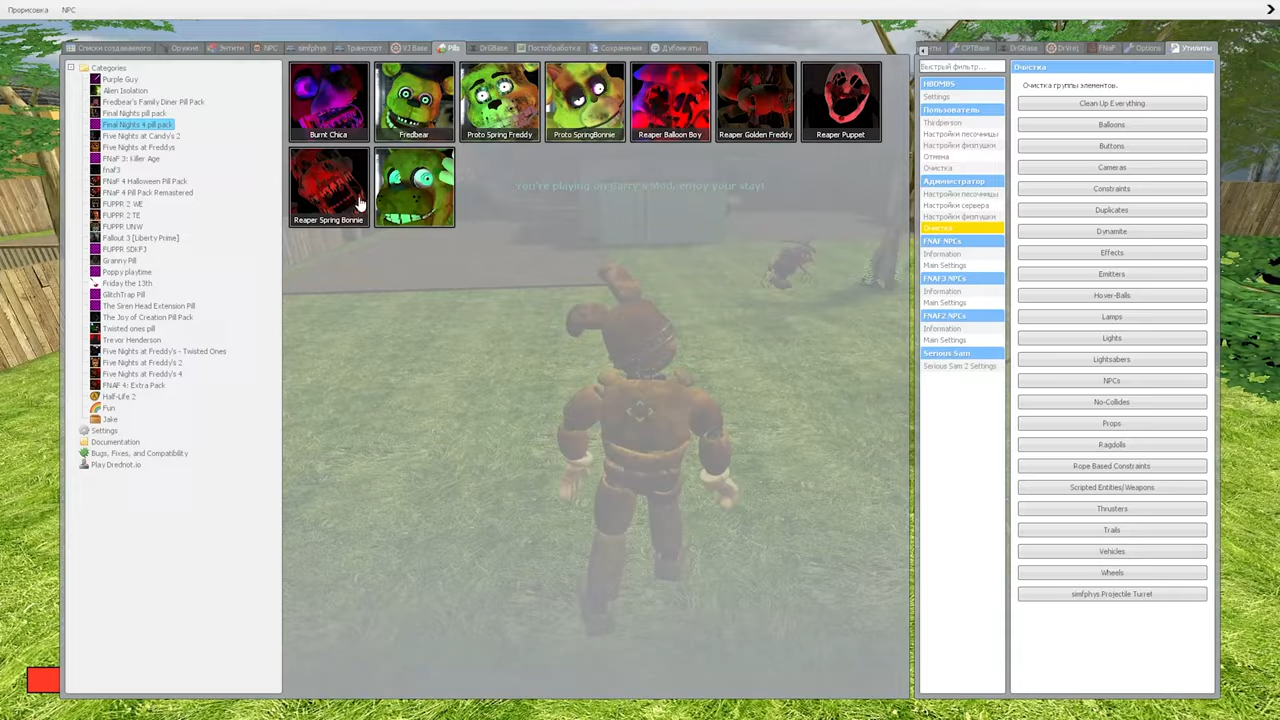 Прорисовка NPC
Списки создаваемого Оружие Энтити NPC simfphys Транспорт VJ Base Pills DrGBase Постобработка Сохранения Дубликаты
CPTBase DrGBase DrVrej FNaF Options Утилиты
Categories
Purple Guy
Alien Isolation
Fredbear's Family Diner Pill Pack
Final Nights pill pack
Final Nights 4 pill pack
Five Nights at Candy's 2
Five Nights at Freddys
FNaF 3: Killer Age
fnaf3
FNaF 4 Halloween Pill Pack
FNaF 4 Pill Pack Remastered
FUPPR 2 WE
FUPPR 2 TE
FUPPR UNW
Fallout 3 [Liberty Prime]
FUPPR SDKFJ
Granny Pill
Poppy playtime
Friday the 13th
GlitchTrap Pill
The Siren Head Extension Pill
The Joy of Creation Pill Pack
Twisted ones pill
Trevor Henderson
Five Nights at Freddy's - Twisted Ones
Five Nights at Freddy's 2
Five Nights at Freddy's 4
FNAF 4: Extra Pack
Half-Life 2
Fun
Jake
Settings
Documentation
Bugs, Fixes, and Compatibility
Play Drednot.io
Burnt Chica
Fredbear
Proto Spring Freddy
Proto SpringBonnie
Reaper Balloon Boy
Reaper Golden Freddy
Reaper Puppet
Reaper Spring Bonnie
You're playing on Garry's Mod, enjoy your stay!
Быстрый фильтр...
HBOMBS
Settings
Пользователь
Thirdperson
Настройки песочницы
Настройки физпушки
Отмена
Очистка
Администратор
Настройки песочницы
Настройки сервера
Настройки физпушки
Очистка
FNAF NPCs
Information
Main Settings
FNAF3 NPCs
Information
Main Settings
FNAF2 NPCs
Information
Main Settings
Serious Sam
Serious Sam 2 Settings
Очистка
Очистка группы элементов.
Clean Up Everything
Balloons
Buttons
Cameras
Constraints
Duplicates
Dynamite
Effects
Emitters
Hover-Balls
Lamps
Lights
Lightsabers
NPCs
No-Collides
Props
Ragdolls
Rope Based Constraints
Scripted Entities/Weapons
Thrusters
Trails
Vehicles
Wheels
simfphys Projectile Turret